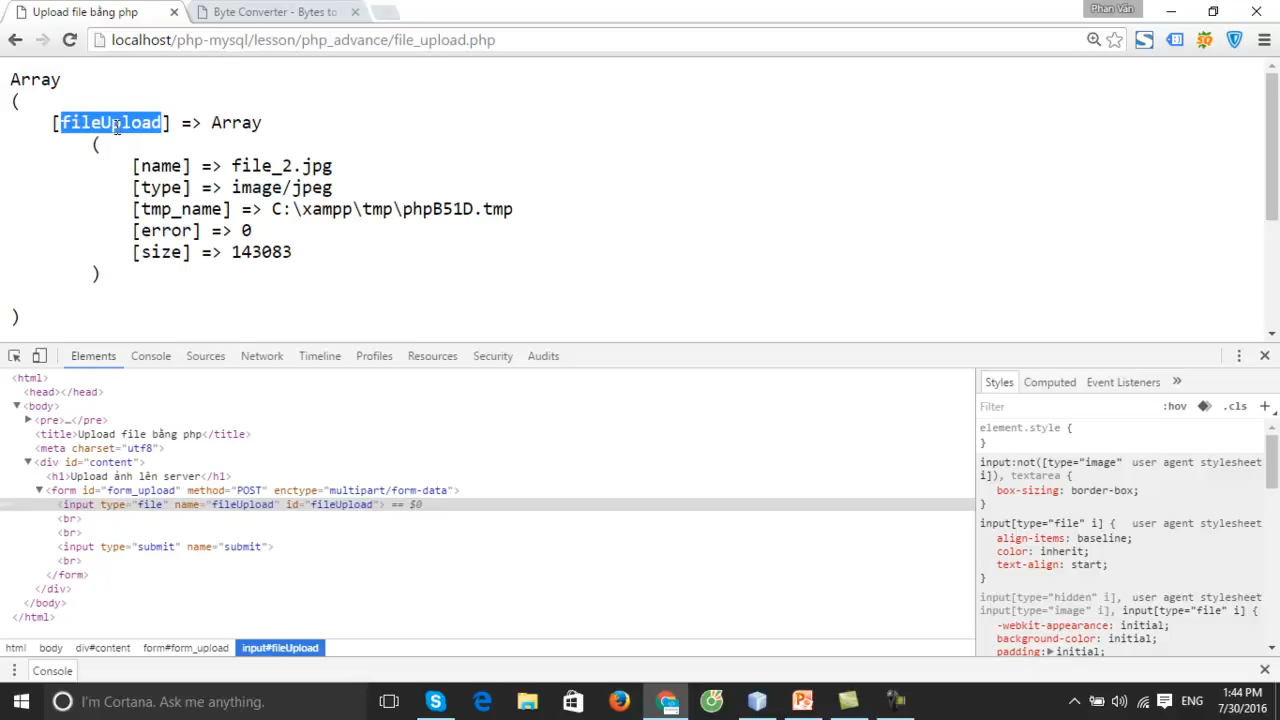 Upload file bằng php
Byte Converter - Bytes to
Phan Văn
localhost/php-mysql/lesson/php_advance/file_upload.php
Array
(
[fileUpload] => Array
(
[name] => file_2.jpg
[type] => image/jpeg
[tmp_name] => C:\xampp\tmp\phpB51D.tmp
[error] => 0
[size] => 143083
)
)
Elements Console Sources Network Timeline Profiles Resources Security Audits
<html>
<head></head>
<body>
<pre>…</pre>
<title>Upload file bằng php</title>
<meta charset="utf8">
<div id="content">
<h1>Upload ảnh lên server</h1>
<form id="form_upload" method="POST" enctype="multipart/form-data">
<input type="file" name="fileUpload" id="fileUpload"> == $0
<br>
<br>
<input type="submit" name="submit">
<br>
</form>
</div>
</body>
</html>
html body div#content form#form_upload input#fileUpload
Console
Styles Computed Event Listeners »
Filter :hov .cls +
element.style {
}
input:not([type="image" user agent stylesheet
i]), textarea {
box-sizing: border-box;
}
input[type="file" i] { user agent stylesheet
align-items: baseline;
color: inherit;
text-align: start;
}
input[type="hidden" i], user agent stylesheet
input[type="image" i], input[type="file" i] {
-webkit-appearance: initial;
background-color: initial;
padding: initial;
I'm Cortana. Ask me anything.
ENG
1:44 PM
7/30/2016